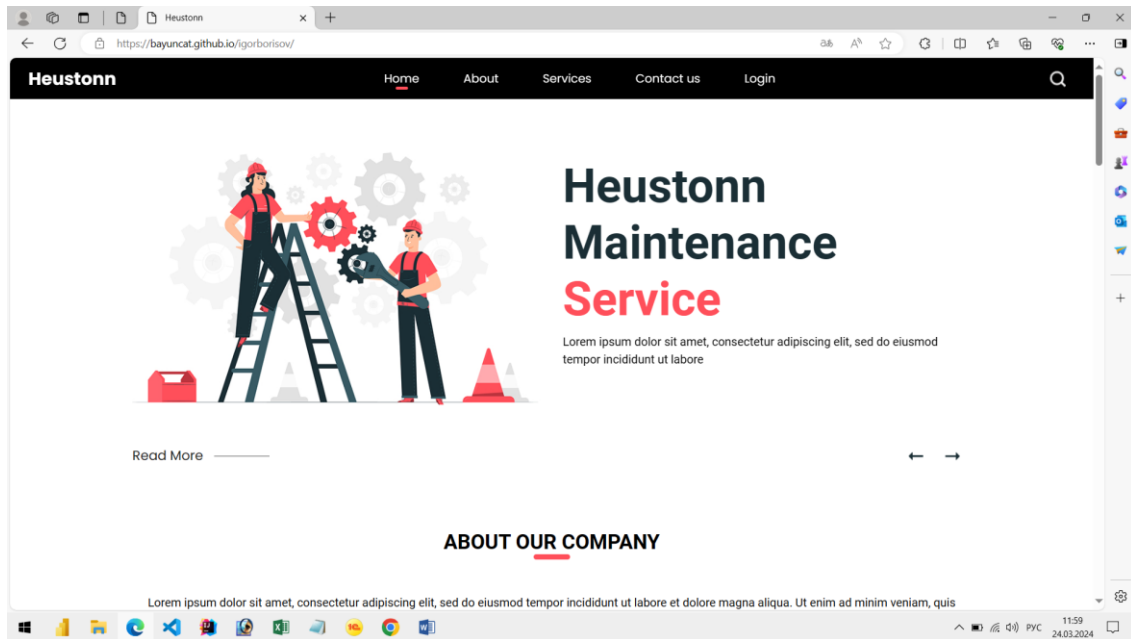 Heustonn
https://bayuncat.github.io/igorborisov/
Heustonn
Home About Services Contact us Login
Heustonn
Maintenance
Service
Lorem ipsum dolor sit amet, consectetur adipiscing elit, sed do eiusmod
tempor incididunt ut labore
Read More
ABOUT OUR COMPANY
Lorem ipsum dolor sit amet, consectetur adipiscing elit, sed do eiusmod tempor incididunt ut labore et dolore magna aliqua. Ut enim ad minim veniam, quis
РУС
11:59
24.03.2024